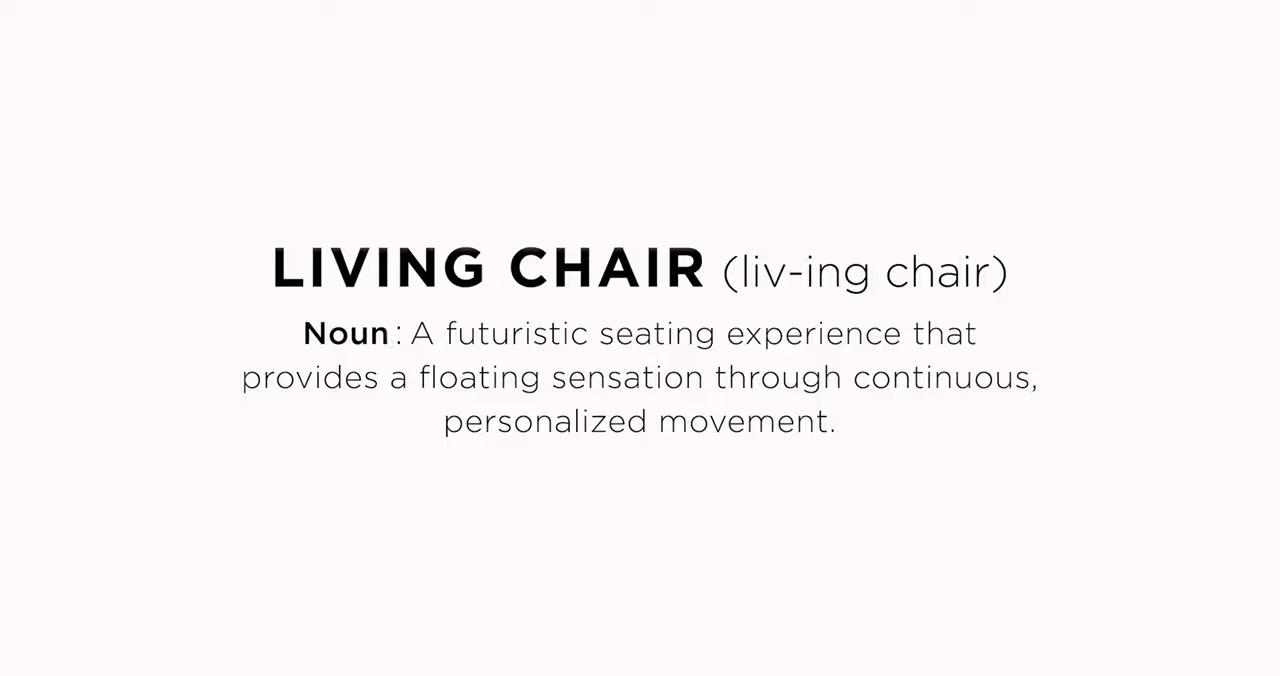 LIVING CHAIR (liv-ing chair)
Noun: A futuristic seating experience that
provides a floating sensation through continuous,
personalized movement.